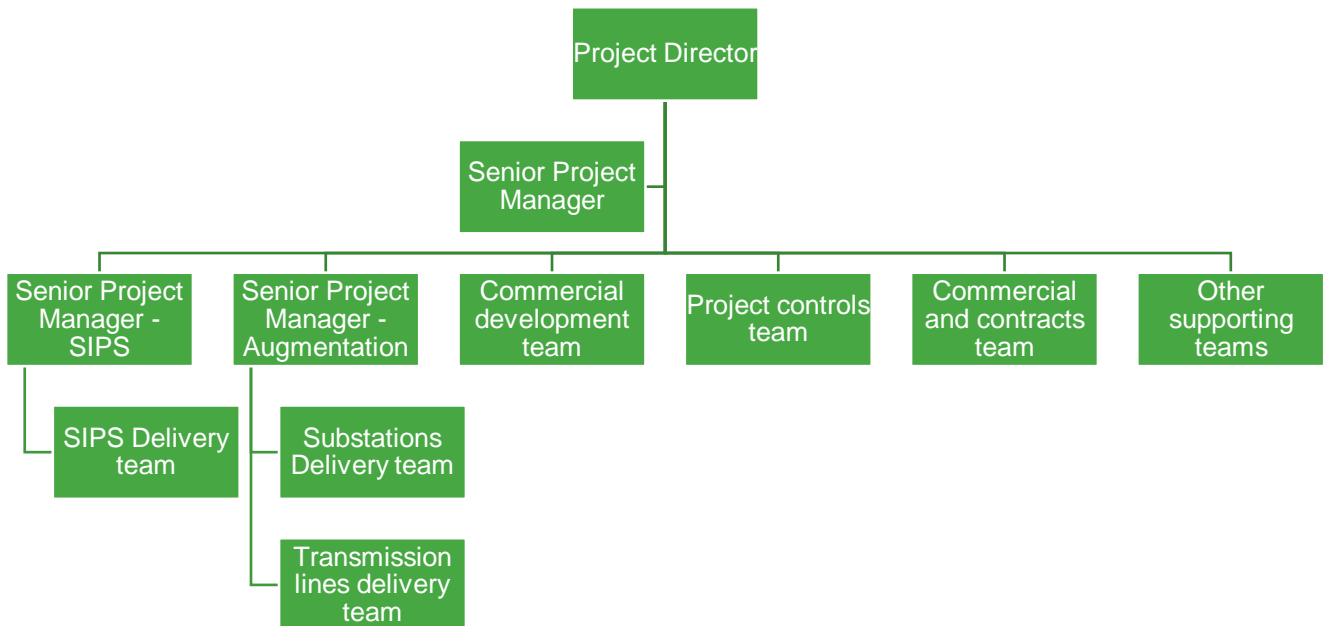 Project Director
Senior Project
Manager
Senior Project
Manager -
SIPS
Senior Project
Manager -
Augmentation
Commercial
development
team
Project controls
team
Commercial
and contracts
team
Other
supporting
teams
SIPS Delivery
team
Substations
Delivery team
Transmission
lines delivery
team